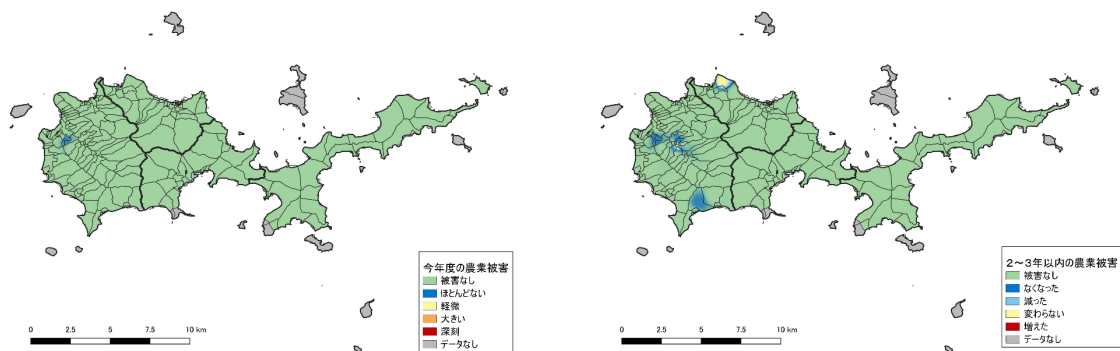 今年度の農業被害
被害なし
ほとんどない
軽微
大きい
深刻
データなし
0 2.5 5 7.5 10 km
2～3年以内の農業被害
被害なし
なくなった
減った
変わらない
増えた
データなし
0 2.5 5 7.5 10 km